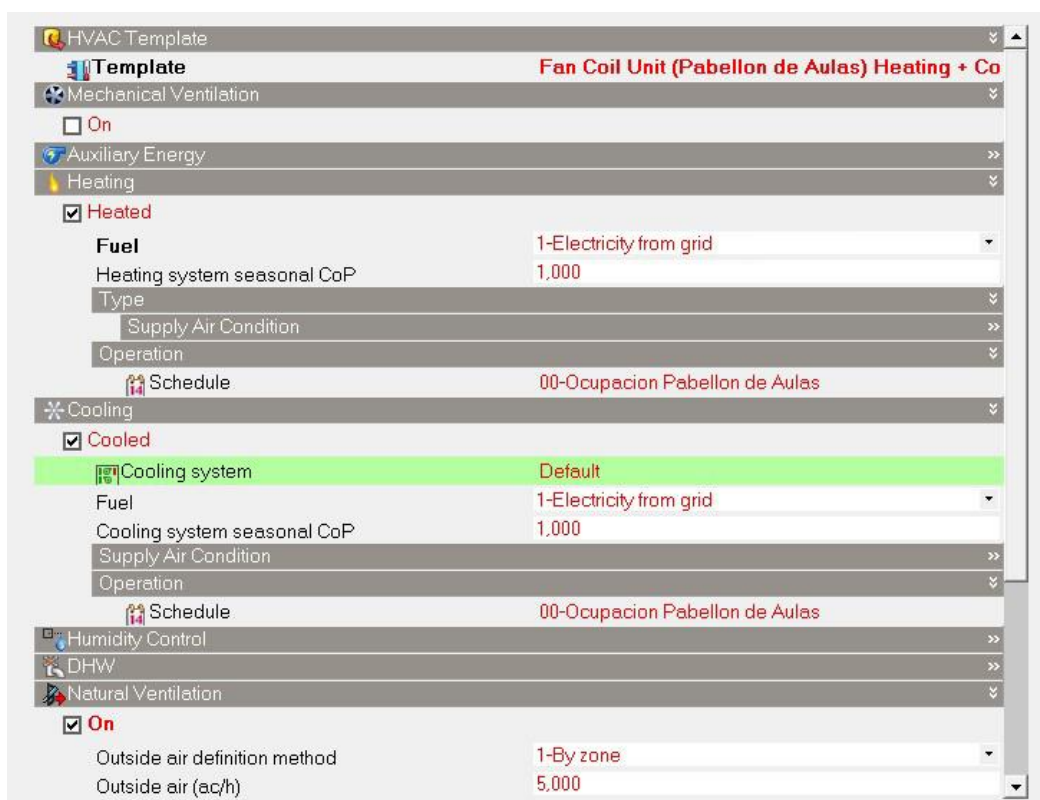 HVAC Template
Template Fan Coil Unit (Pabellon de Aulas) Heating + Co
Mechanical Ventilation
On
Auxiliary Energy
Heating
Heated
Fuel 1-Electricity from grid
Heating system seasonal CoP 1,000
Type
Supply Air Condition
Operation
Schedule 00-Ocupacion Pabellon de Aulas
Cooling
Cooled
Cooling system Default
Fuel 1-Electricity from grid
Cooling system seasonal CoP 1,000
Supply Air Condition
Operation
Schedule 00-Ocupacion Pabellon de Aulas
Humidity Control
DHW
Natural Ventilation
On
Outside air definition method 1-By zone
Outside air (ac/h) 5,000